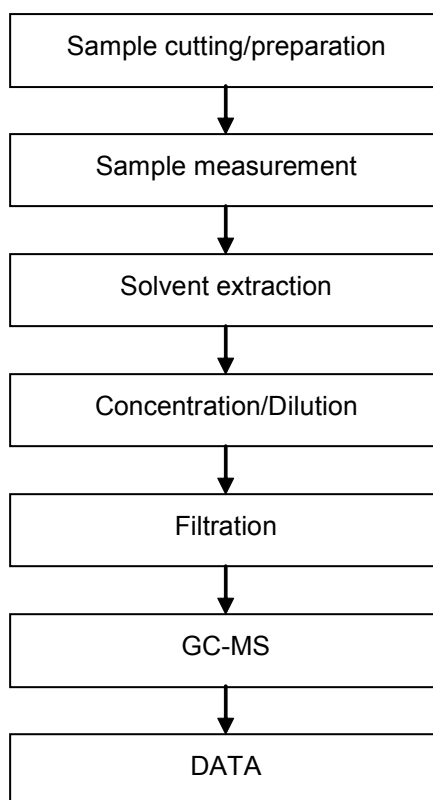 Sample cutting/preparation
Sample measurement
Solvent extraction
Concentration/Dilution
Filtration
GC-MS
DATA